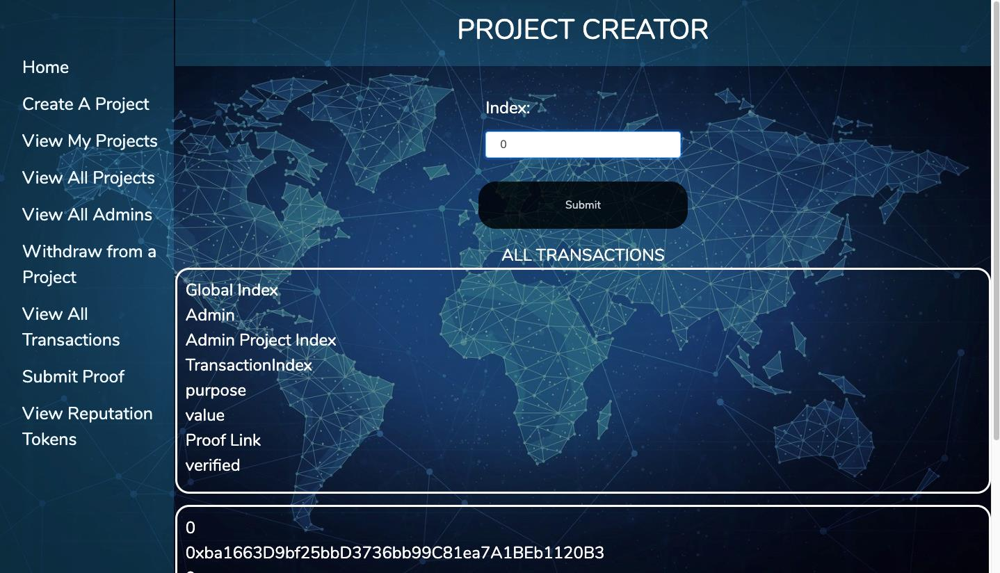 PROJECT CREATOR
Home
Create A Project
View My Projects
View All Projects
View All Admins
Withdraw from a
Project
View All
Transactions
Submit Proof
View Reputation
Tokens
Index:
0
Submit
ALL TRANSACTIONS
Global Index
Admin
Admin Project Index
TransactionIndex
purpose
value
Proof Link
verified
0
0xba1663D9bf25bbD3736bb99C81ea7A1BEb1120B3